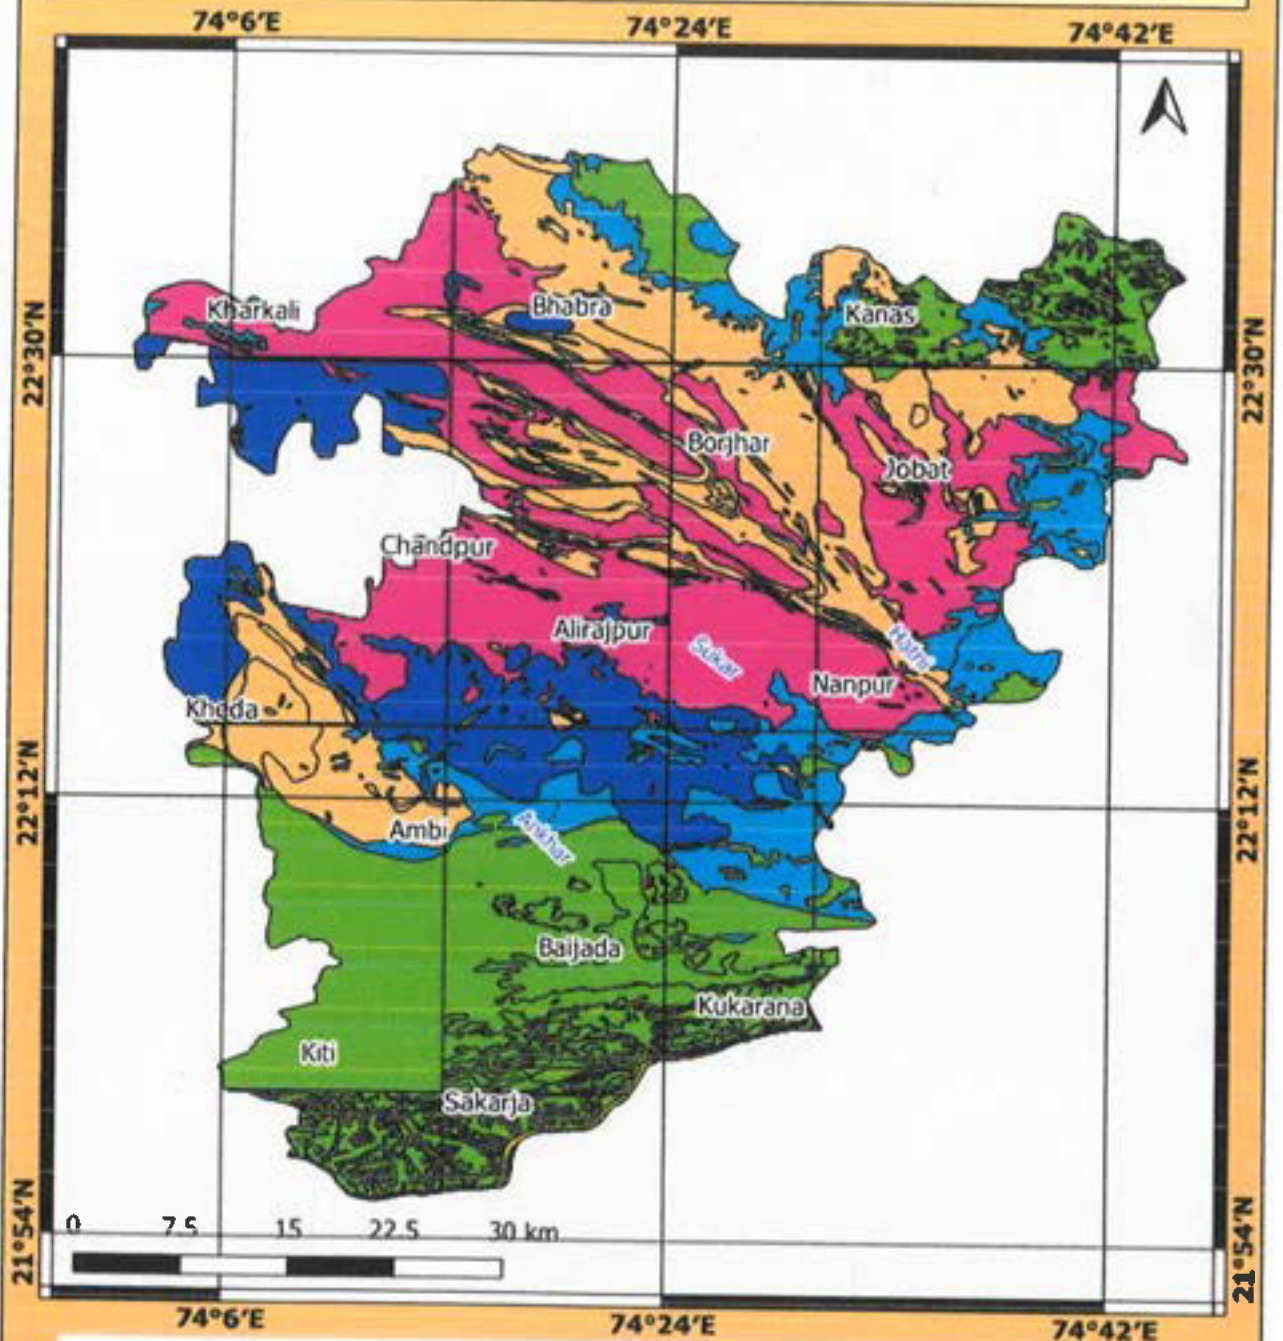 74°6'E 74°24'E 74°42'E
Kharkali
Bhabra
Kanas
22°30'N
22°30'N
Borjhar
Jobat
Chandpur
Alirajpur
Sukar
Hathi
Nanpur
Khoda
22°12'N
22°12'N
Ambi
Ankhar
Baijada
Kukarana
Kiti
Sakarja
21°54'N
21°54'N
0 7.5 15 22.5 30 km
74°6'E 74°24'E 74°42'E